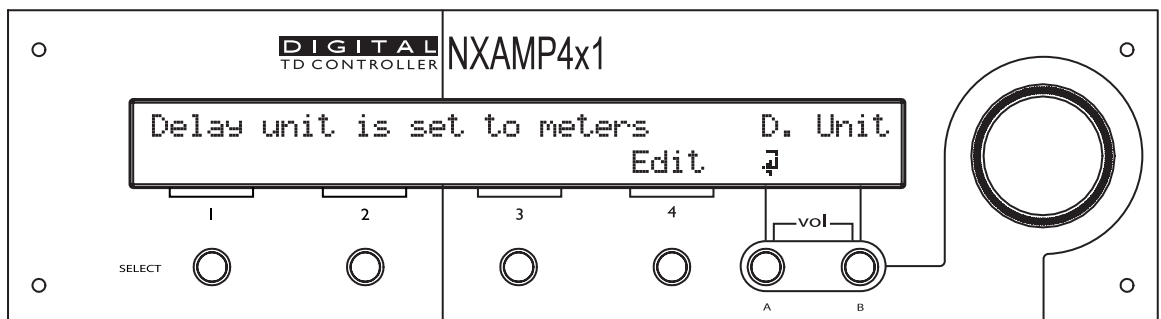 DIGITAL
TD CONTROLLER
NXAMP4x1
Delay unit is set to meters D. Unit
Edit
1 2 3 4
vol
SELECT
A B